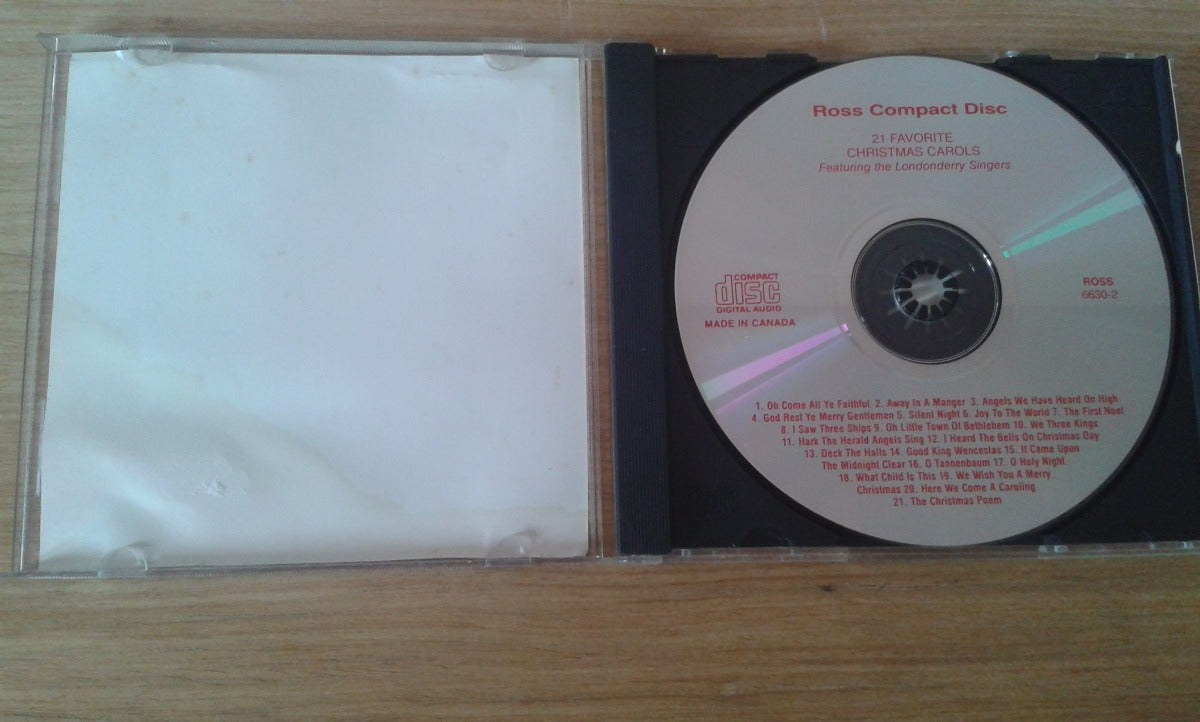 Ross Compact Disc
21 FAVORITE
CHRISTMAS CAROLS
Featuring the Londonderry Singers
COMPACT
disc
DIGITAL AUDIO
MADE IN CANADA
ROSS
6630-2
1. Oh Come All Ye Faithful 2. Away In A Manger 3. Angels We Have Heard On High
4. God Rest Ye Merry Gentlemen 5. Silent Night 6. Joy To The World 7. The First Noel
8. I Saw Three Ships 9. Oh Little Town Of Bethlehem 10. We Three Kings
11. Hark The Herald Angels Sing 12. I Heard The Bells On Christmas Day
13. Deck The Halls 14. Good King Wenceslas 15. It Came Upon
The Midnight Clear 16. O Tannenbaum 17. O Holy Night
18. What Child Is This 19. We Wish You A Merry
Christmas 20. Here We Come A Caroling
21. The Christmas Poem